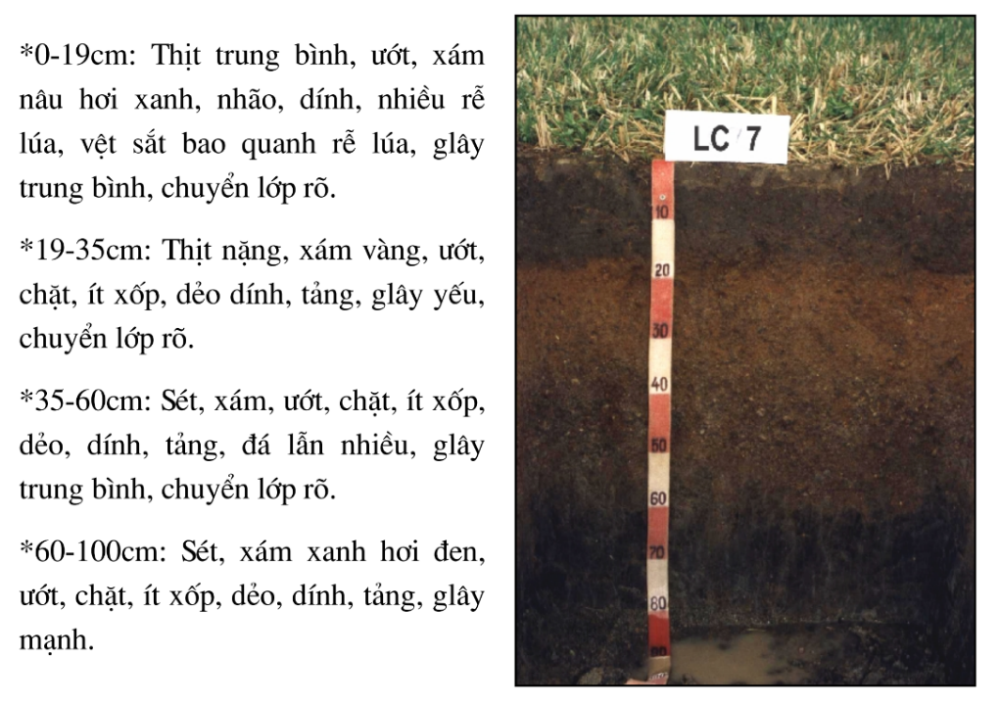 *0-19cm: Thịt trung bình, ướt, xám
nâu hơi xanh, nhão, dính, nhiều rễ
lúa, vệt sắt bao quanh rễ lúa, glây
trung bình, chuyển lớp rõ.
*19-35cm: Thịt nặng, xám vàng, ướt,
chặt, ít xốp, dẻo dính, tảng, glây yếu,
chuyển lớp rõ.
*35-60cm: Sét, xám, ướt, chặt, ít xốp,
dẻo, dính, tảng, đá lẫn nhiều, glây
trung bình, chuyển lớp rõ.
*60-100cm: Sét, xám xanh hơi đen,
ướt, chặt, ít xốp, dẻo, dính, tảng, glây
mạnh.
LC 7
10
20
30
40
50
60
70
80
90